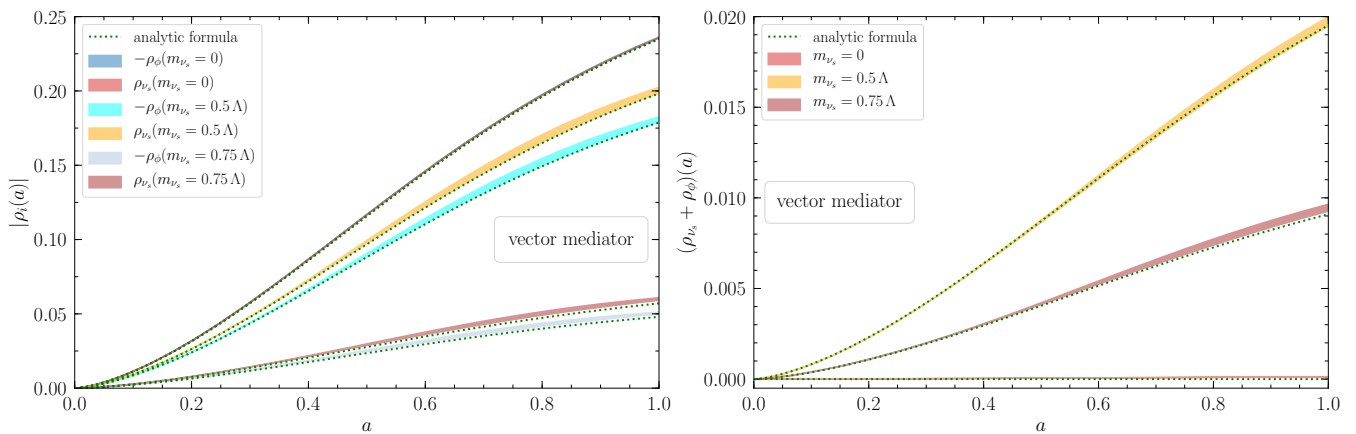 0.25
0.20
0.15
0.10
0.05
0.00
|ρ_i(a)|
analytic formula
−ρ_ϕ(m_{ν_s} = 0)
ρ_{ν_s}(m_{ν_s} = 0)
−ρ_ϕ(m_{ν_s} = 0.5 Λ)
ρ_{ν_s}(m_{ν_s} = 0.5 Λ)
−ρ_ϕ(m_{ν_s} = 0.75 Λ)
ρ_{ν_s}(m_{ν_s} = 0.75 Λ)
vector mediator
0.0 0.2 0.4 0.6 0.8 1.0
a
0.020
0.015
0.010
0.005
0.000
(ρ_{ν_s} + ρ_ϕ)(a)
analytic formula
m_{ν_s} = 0
m_{ν_s} = 0.5 Λ
m_{ν_s} = 0.75 Λ
vector mediator
0.0 0.2 0.4 0.6 0.8 1.0
a